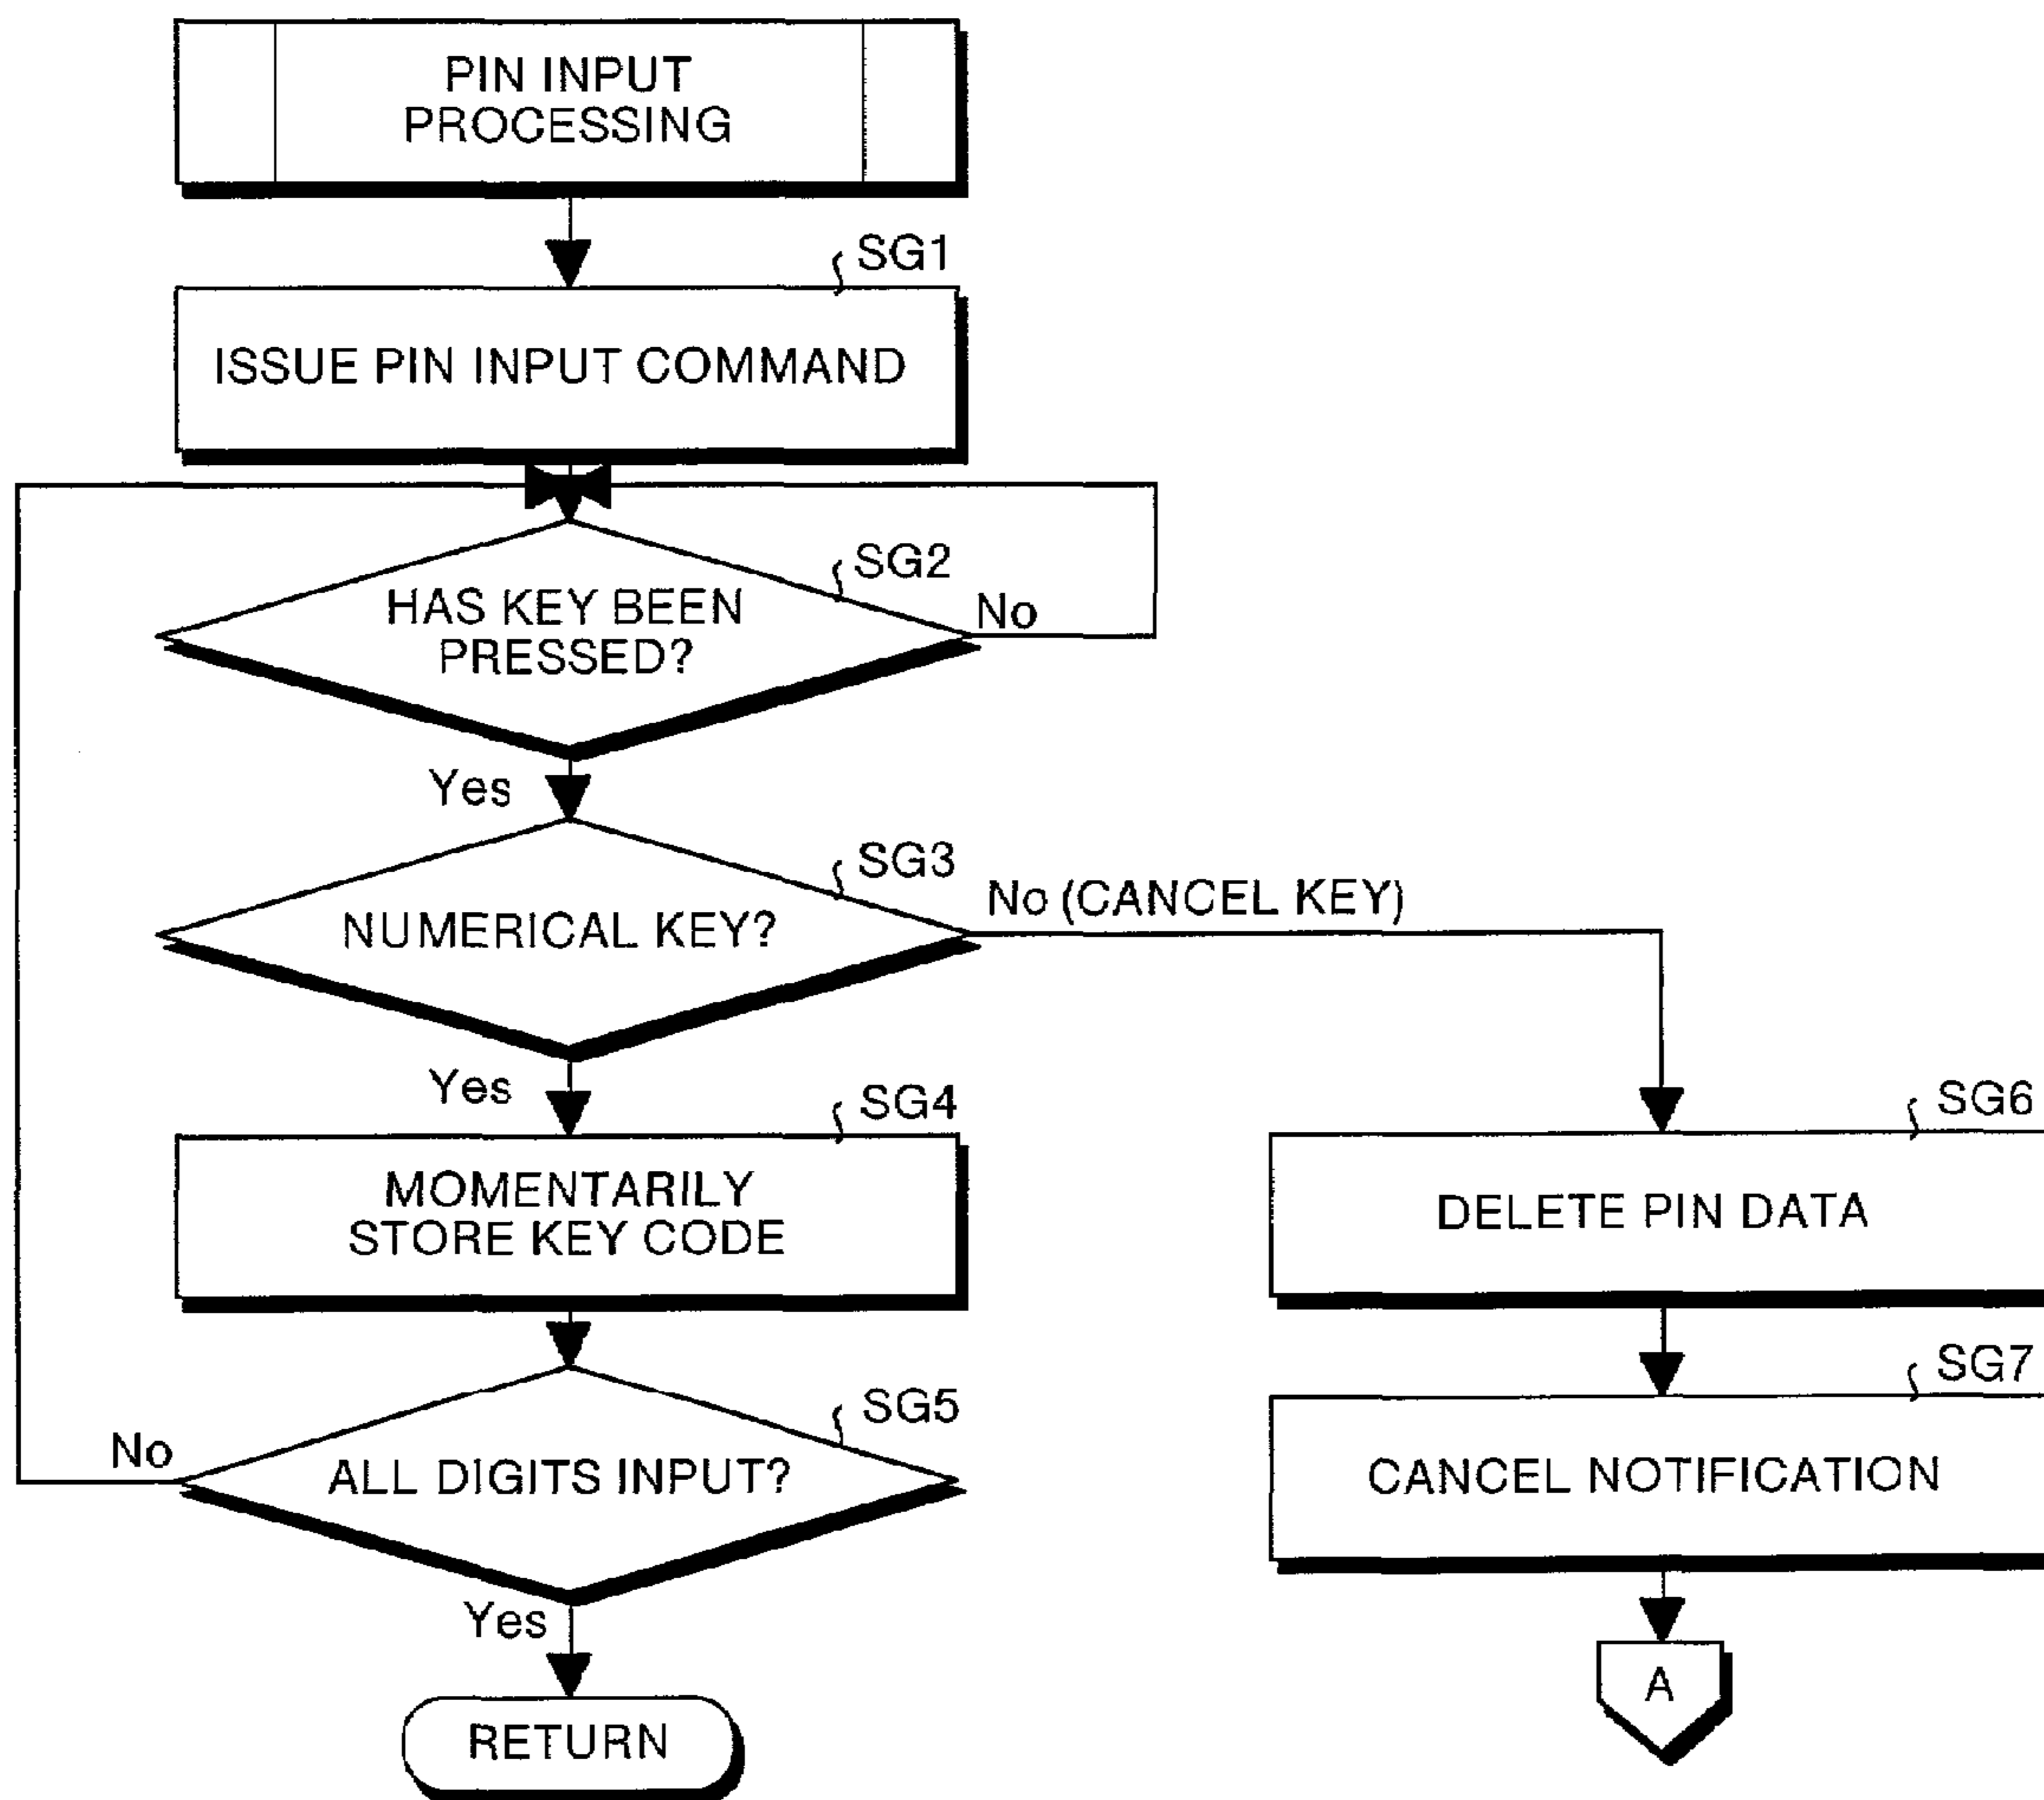 PIN INPUT
PROCESSING
SG1
ISSUE PIN INPUT COMMAND
SG2
HAS KEY BEEN
PRESSED?
No
Yes
SG3
NUMERICAL KEY?
No (CANCEL KEY)
Yes
SG4
MOMENTARILY
STORE KEY CODE
SG6
DELETE PIN DATA
SG5
ALL DIGITS INPUT?
No
SG7
CANCEL NOTIFICATION
Yes
RETURN
A